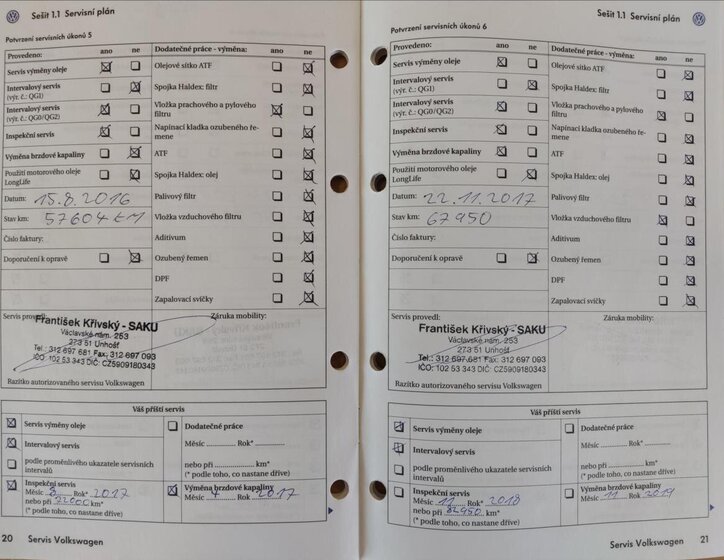 Sešit 1.1 Servisní plán
Potvrzení servisních úkonů 5
Provedeno: ano ne
Servis výměny oleje
Intervalový servis
(výr. č.: QG1)
Intervalový servis
(výr. č.: QG0/QG2)
Inspekční servis
Výměna brzdové kapaliny
Použití motorového oleje
LongLife
Datum: 15.8.2016
Stav km: 57604 KM
Číslo faktury:
Doporučení k opravě
Dodatečné práce - výměna: ano ne
Olejové sítko ATF
Spojka Haldex: filtr
Vložka prachového a pylového
filtru
Napínací kladka ozubeného ře-
mene
ATF
Spojka Haldex: olej
Palivový filtr
Vložka vzduchového filtru
Aditivum
Ozubený řemen
DPF
Zapalovací svíčky
Servis provedl:
Záruka mobility:
František Křivský - SAKU
Václavské nám. 253
273 51 Unhošť
Tel.: 312 697 681 Fax: 312 697 093
IČO: 102 53 343 DIČ: CZ5909180343
Razítko autorizovaného servisu Volkswagen
Váš příští servis
Servis výměny oleje
Intervalový servis
podle proměnlivého ukazatele servisních
intervalů
Inspekční servis
Měsíc 8 Rok* 2017
nebo při km*
(* podle toho, co nastane dříve)
Dodatečné práce
Měsíc .......... Rok* ...............
nebo při .............. km*
(* podle toho, co nastane dříve)
Výměna brzdové kapaliny
Měsíc 4 Rok 2017
20 Servis Volkswagen
Sešit 1.1 Servisní plán
Potvrzení servisních úkonů 6
Provedeno: ano ne
Servis výměny oleje
Intervalový servis
(výr. č.: QG1)
Intervalový servis
(výr. č.: QG0/QG2)
Inspekční servis
Výměna brzdové kapaliny
Použití motorového oleje
LongLife
Datum: 22.11.2017
Stav km: 67950
Číslo faktury:
Doporučení k opravě
Dodatečné práce - výměna: ano ne
Olejové sítko ATF
Spojka Haldex: filtr
Vložka prachového a pylového
filtru
Napínací kladka ozubeného ře-
mene
ATF
Spojka Haldex: olej
Palivový filtr
Vložka vzduchového filtru
Aditivum
Ozubený řemen
DPF
Zapalovací svíčky
Servis provedl:
Záruka mobility:
František Křivský - SAKU
Václavské nám. 253
273 51 Unhošť
Tel.: 312 697 681 Fax: 312 697 093
IČO: 102 53 343 DIČ: CZ5909180343
Razítko autorizovaného servisu Volkswagen
Váš příští servis
Servis výměny oleje
Intervalový servis
podle proměnlivého ukazatele servisních
intervalů
Inspekční servis
Měsíc 11 Rok* 2018
nebo při 82950 km*
(* podle toho, co nastane dříve)
Dodatečné práce
Měsíc .......... Rok* ...............
nebo při .............. km*
(* podle toho, co nastane dříve)
Výměna brzdové kapaliny
Měsíc 11 Rok 2019
Servis Volkswagen 21